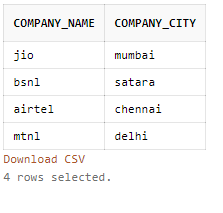 COMPANY_NAME COMPANY_CITY
jio mumbai
bsnl satara
airtel chennai
mtnl delhi
Download CSV
4 rows selected.